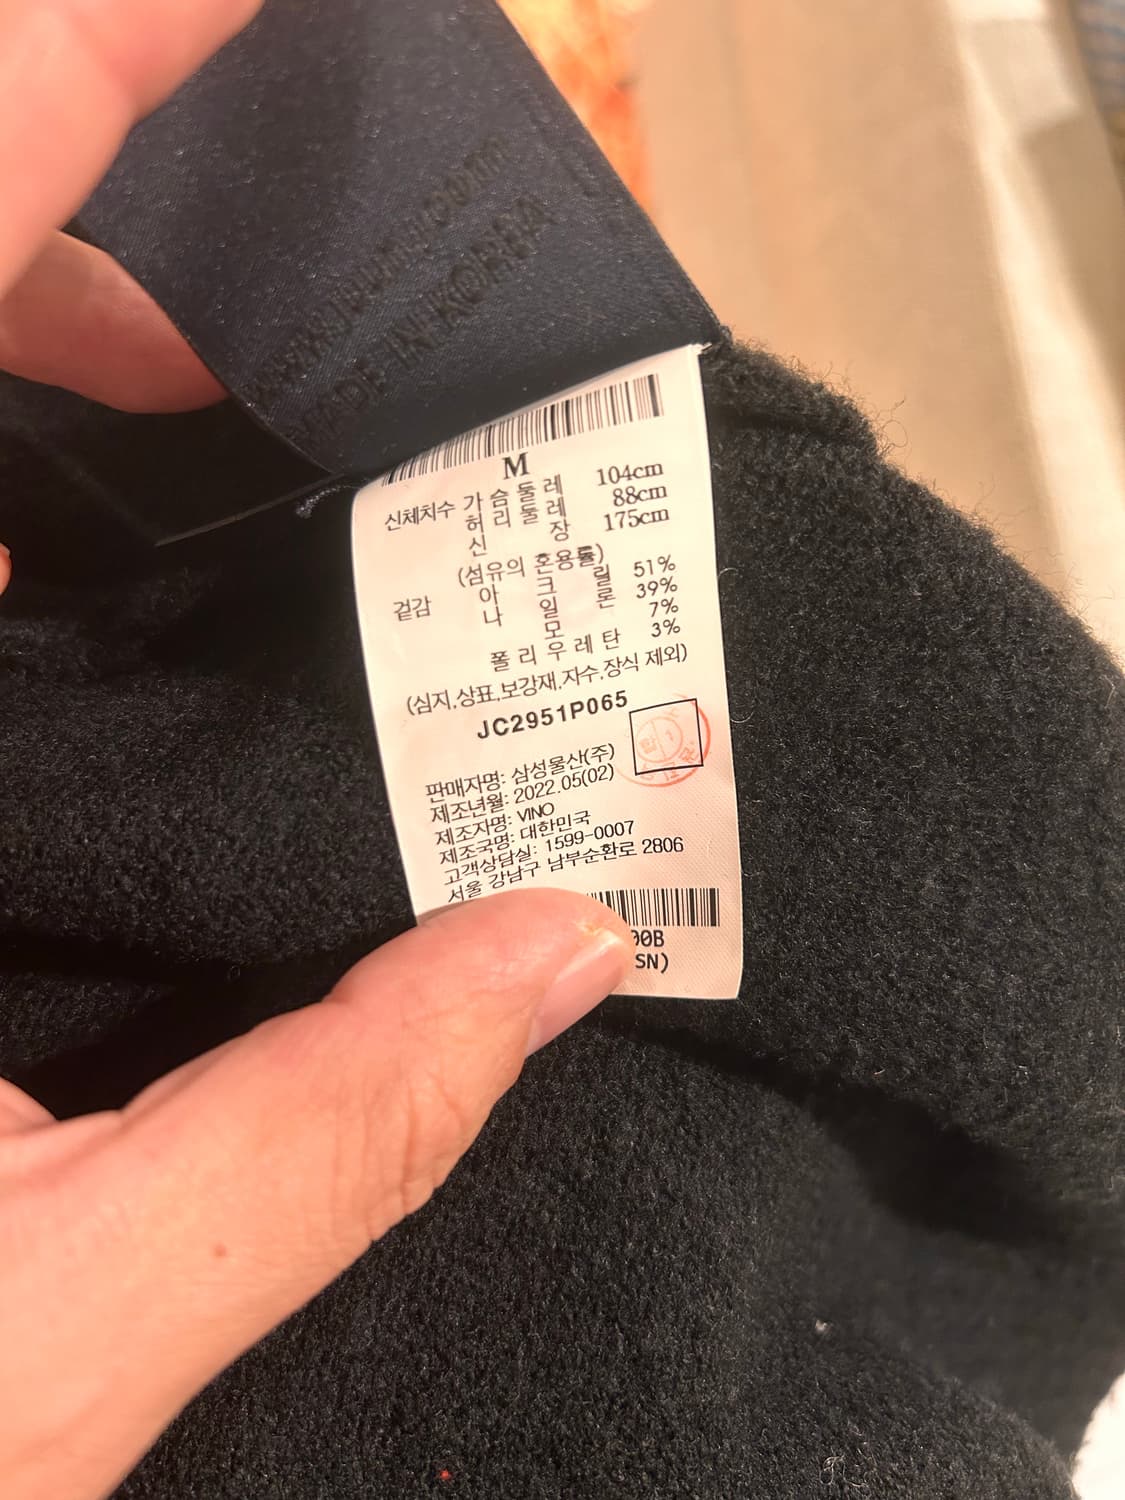 MADE IN KOREA
M
신체치수 가슴둘레 104cm
허리둘레 88cm
신장 175cm
(섬유의 혼용률)
겉감 아크릴 51%
나일론 39%
모 7%
폴리우레탄 3%
(심지,상표,보강재,자수,장식 제외)
JC2951P065
판매자명: 삼성물산(주)
제조년월: 2022.05(02)
제조자명: VINO
제조국명: 대한민국
고객상담실: 1599-0007
서울 강남구 남부순환로 2806
00B
SN)